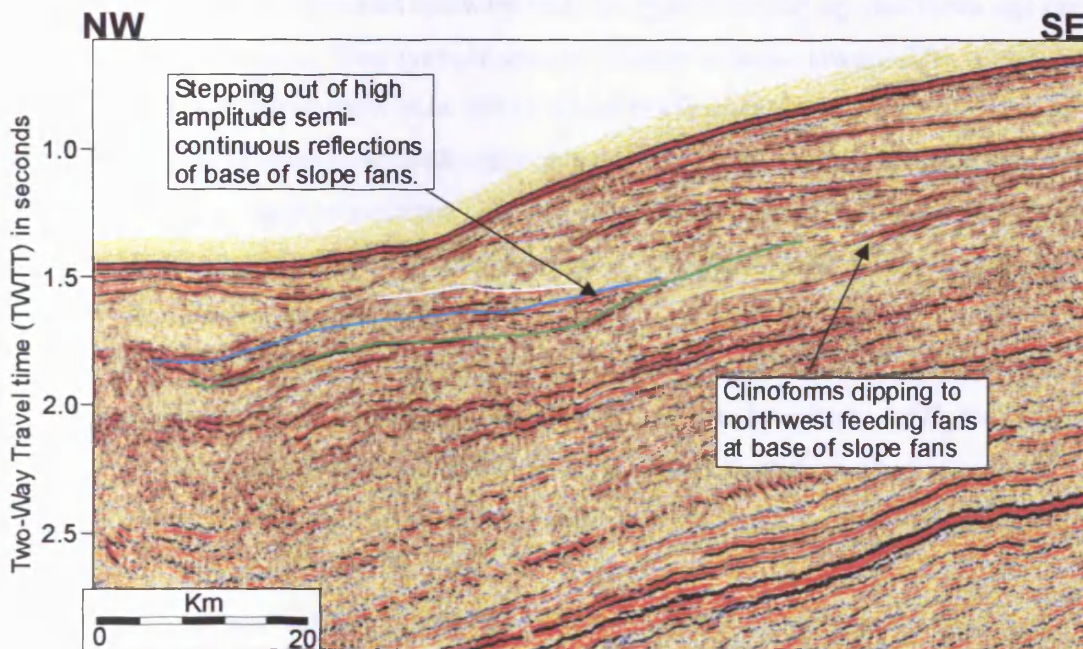 NW
SE
Stepping out of high
amplitude semi-
continuous reflections
of base of slope fans.
1.0
1.5
2.0
2.5
Two-Way Travel time (TWTT) in seconds
Clinoforms dipping to
northwest feeding fans
at base of slope fans
Km
0 20